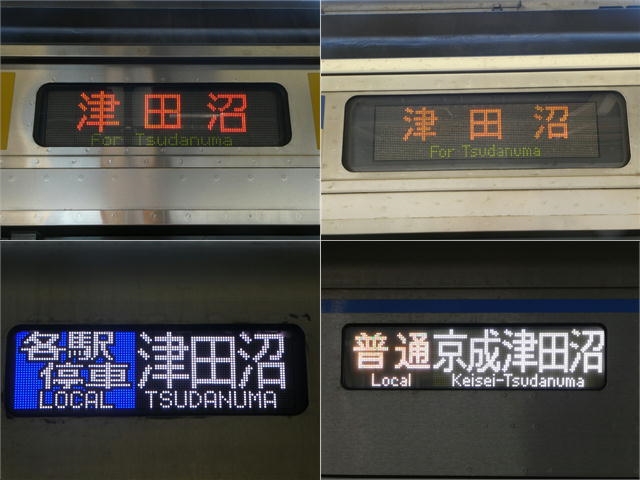 津田沼
For Tsudanuma
津田沼
For Tsudanuma
各駅停車 津田沼
LOCAL TSUDANUMA
普通 京成津田沼
Local Keisei-Tsudanuma